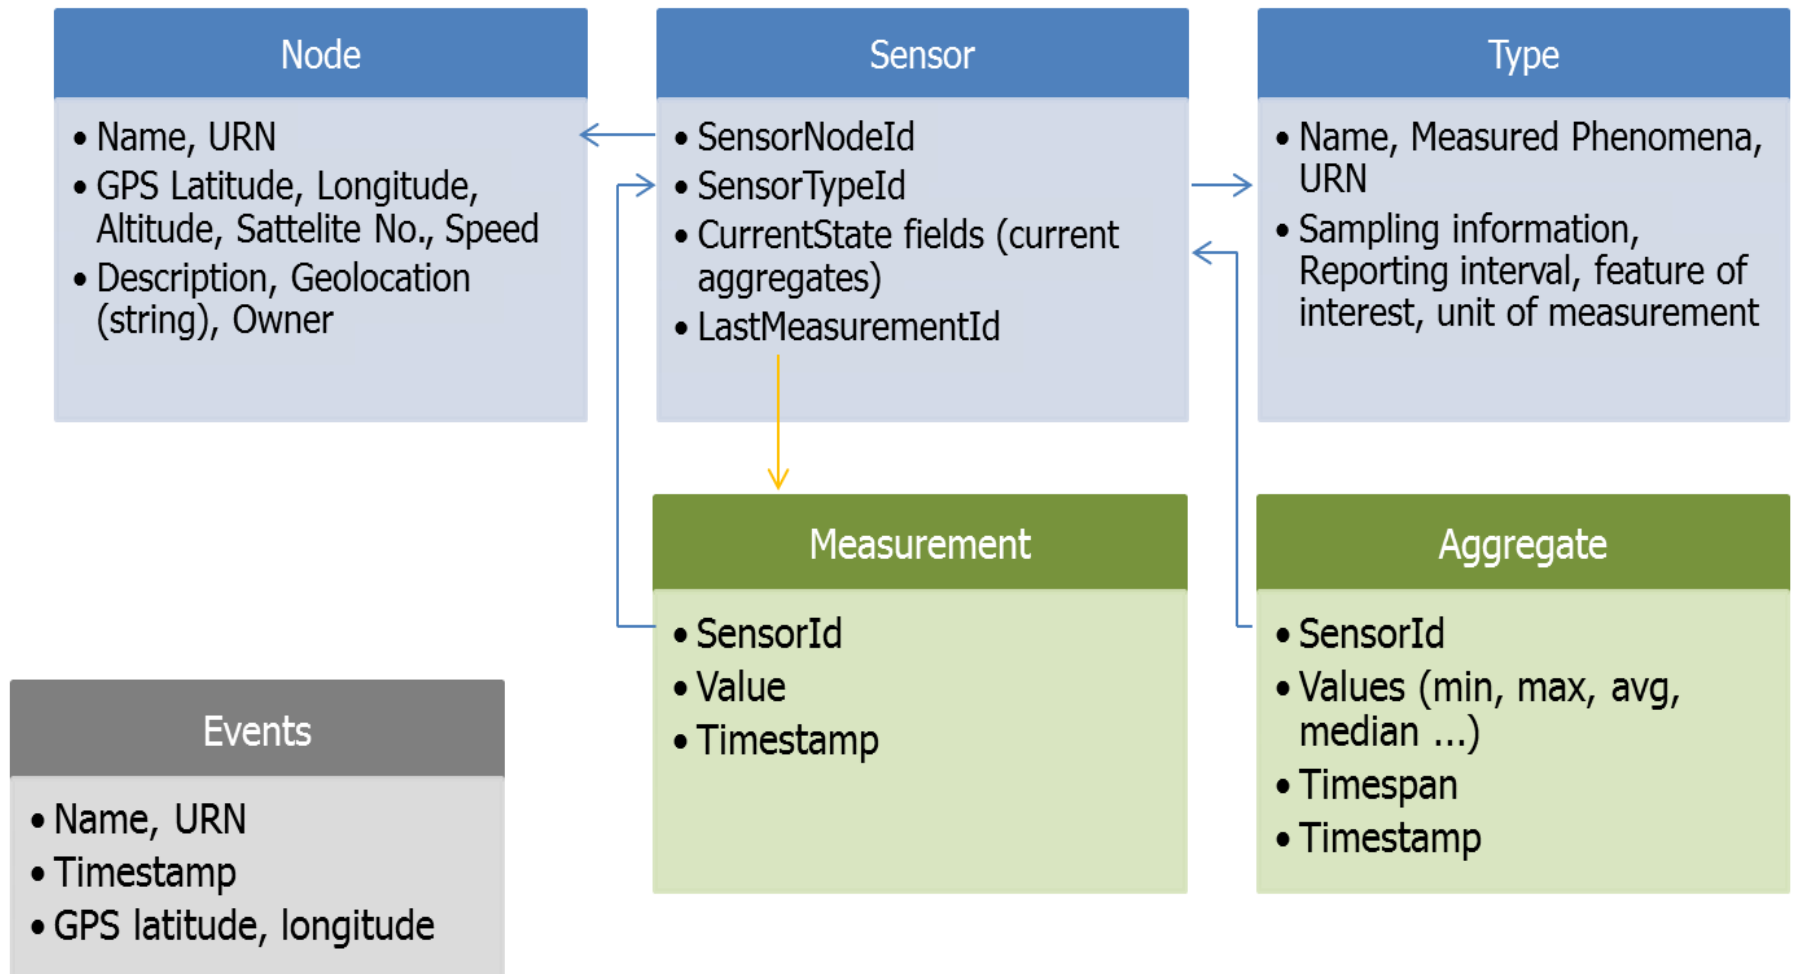 Node
• Name, URN
• GPS Latitude, Longitude,
Altitude, Sattelite No., Speed
• Description, Geolocation
(string), Owner
Sensor
• SensorNodeId
• SensorTypeId
• CurrentState fields (current
aggregates)
• LastMeasurementId
Type
• Name, Measured Phenomena,
URN
• Sampling information,
Reporting interval, feature of
interest, unit of measurement
Measurement
• SensorId
• Value
• Timestamp
Aggregate
• SensorId
• Values (min, max, avg,
median ...)
• Timespan
• Timestamp
Events
• Name, URN
• Timestamp
• GPS latitude, longitude